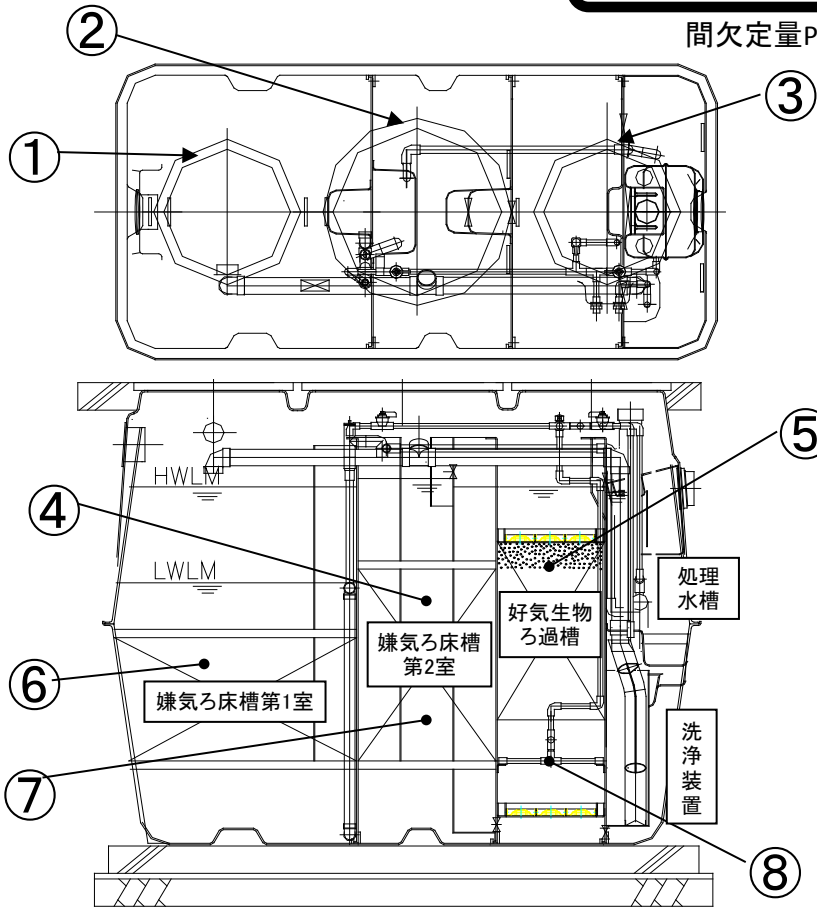 間欠定量P
②
③
①
HWLM
⑤
④
LWLM
処理
水槽
好気生物
ろ過槽
嫌気ろ床槽
第2室
⑥
嫌気ろ床槽第1室
洗
浄
装
置
⑦
⑧